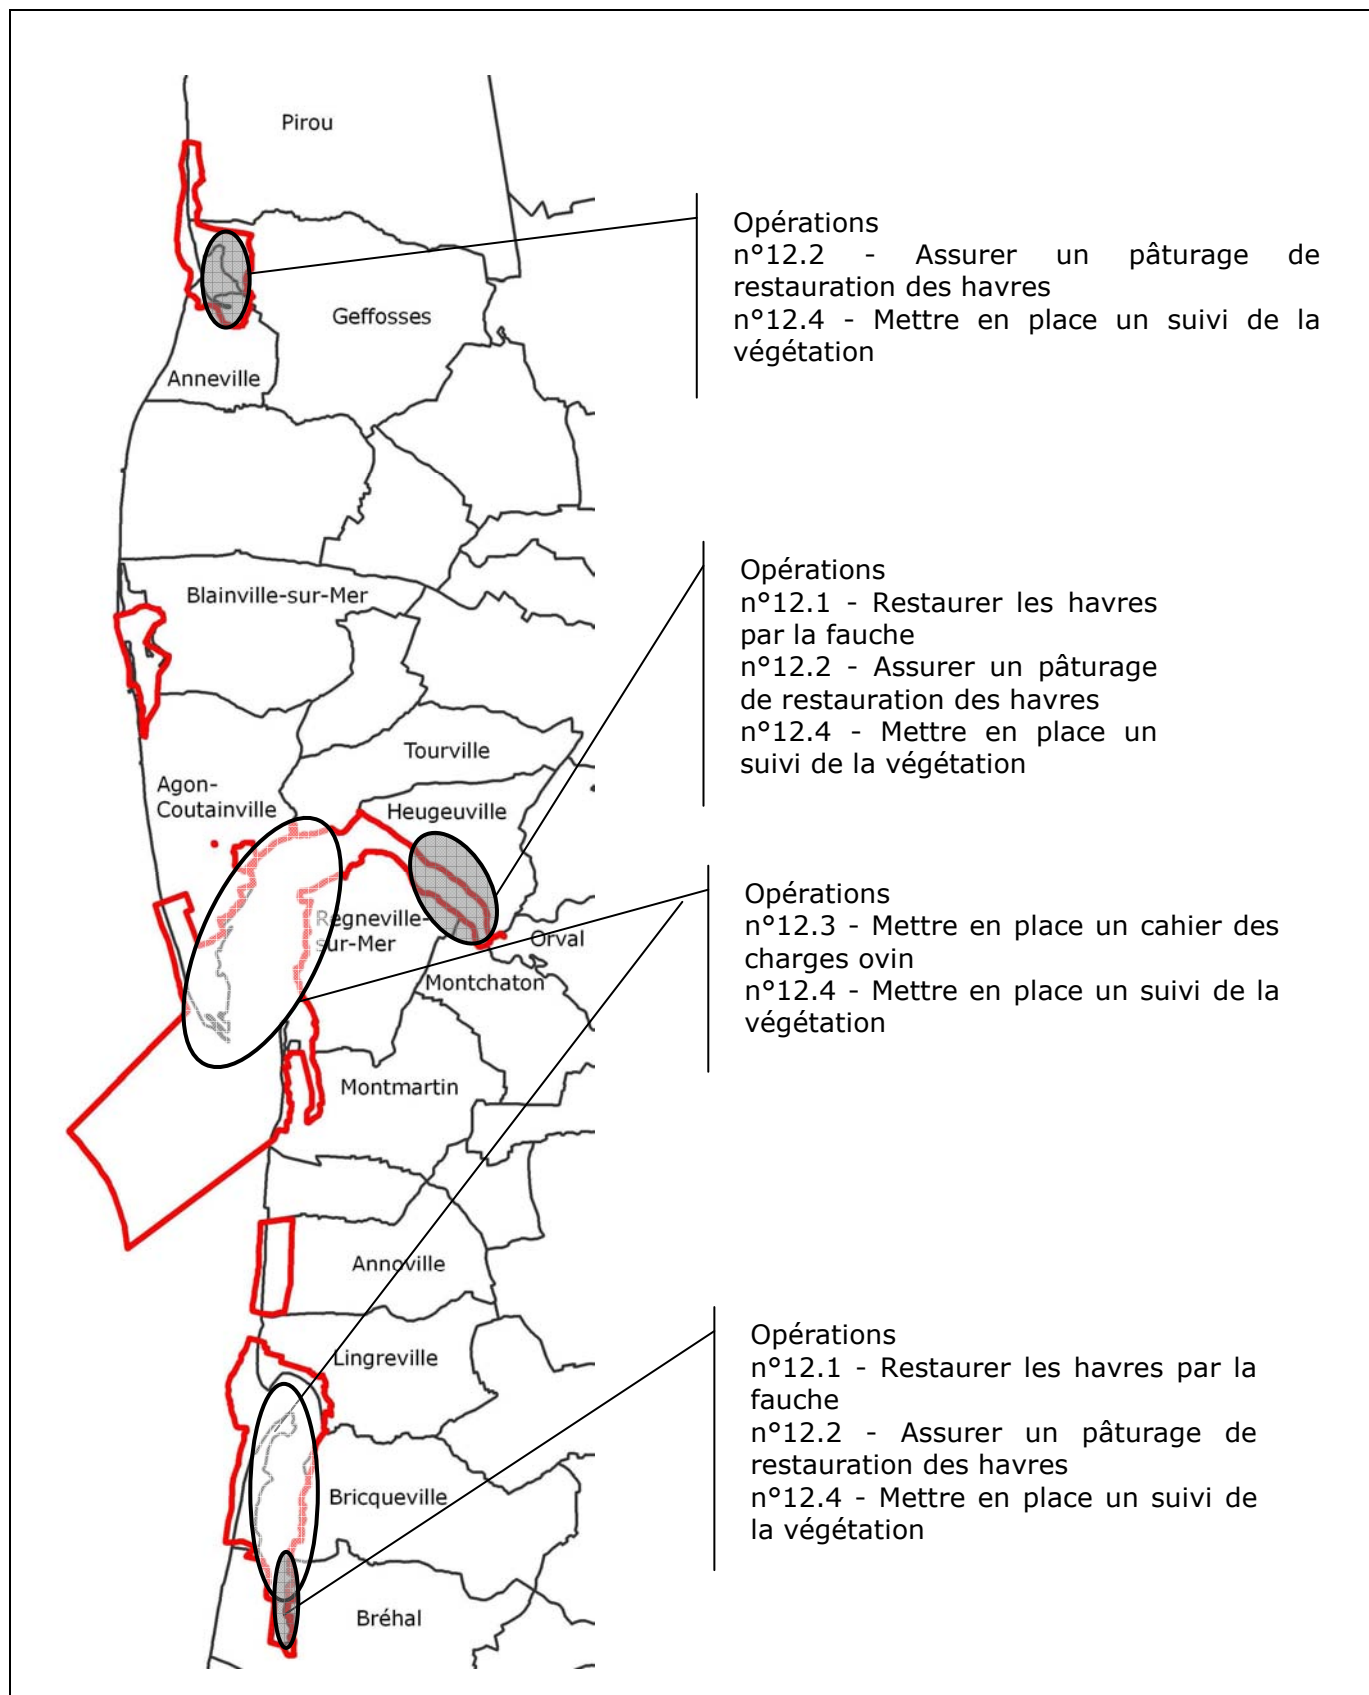 Pirou
Opérations
n°12.2 - Assurer un pâturage de
restauration des havres
n°12.4 - Mettre en place un suivi de la
végétation
Geffosses
Anneville
Opérations
n°12.1 - Restaurer les havres
par la fauche
n°12.2 - Assurer un pâturage
de restauration des havres
n°12.4 - Mettre en place un
suivi de la végétation
Blainville-sur-Mer
Tourville
Agon-
Coutainville
Heugeuville
Opérations
n°12.3 - Mettre en place un cahier des
charges ovin
n°12.4 - Mettre en place un suivi de la
végétation
Regneville-
sur-Mer
Orval
Montchaton
Montmartin
Annoville
Lingreville
Opérations
n°12.1 - Restaurer les havres par la
fauche
n°12.2 - Assurer un pâturage de
restauration des havres
n°12.4 - Mettre en place un suivi de
la végétation
Bricqueville
Bréhal